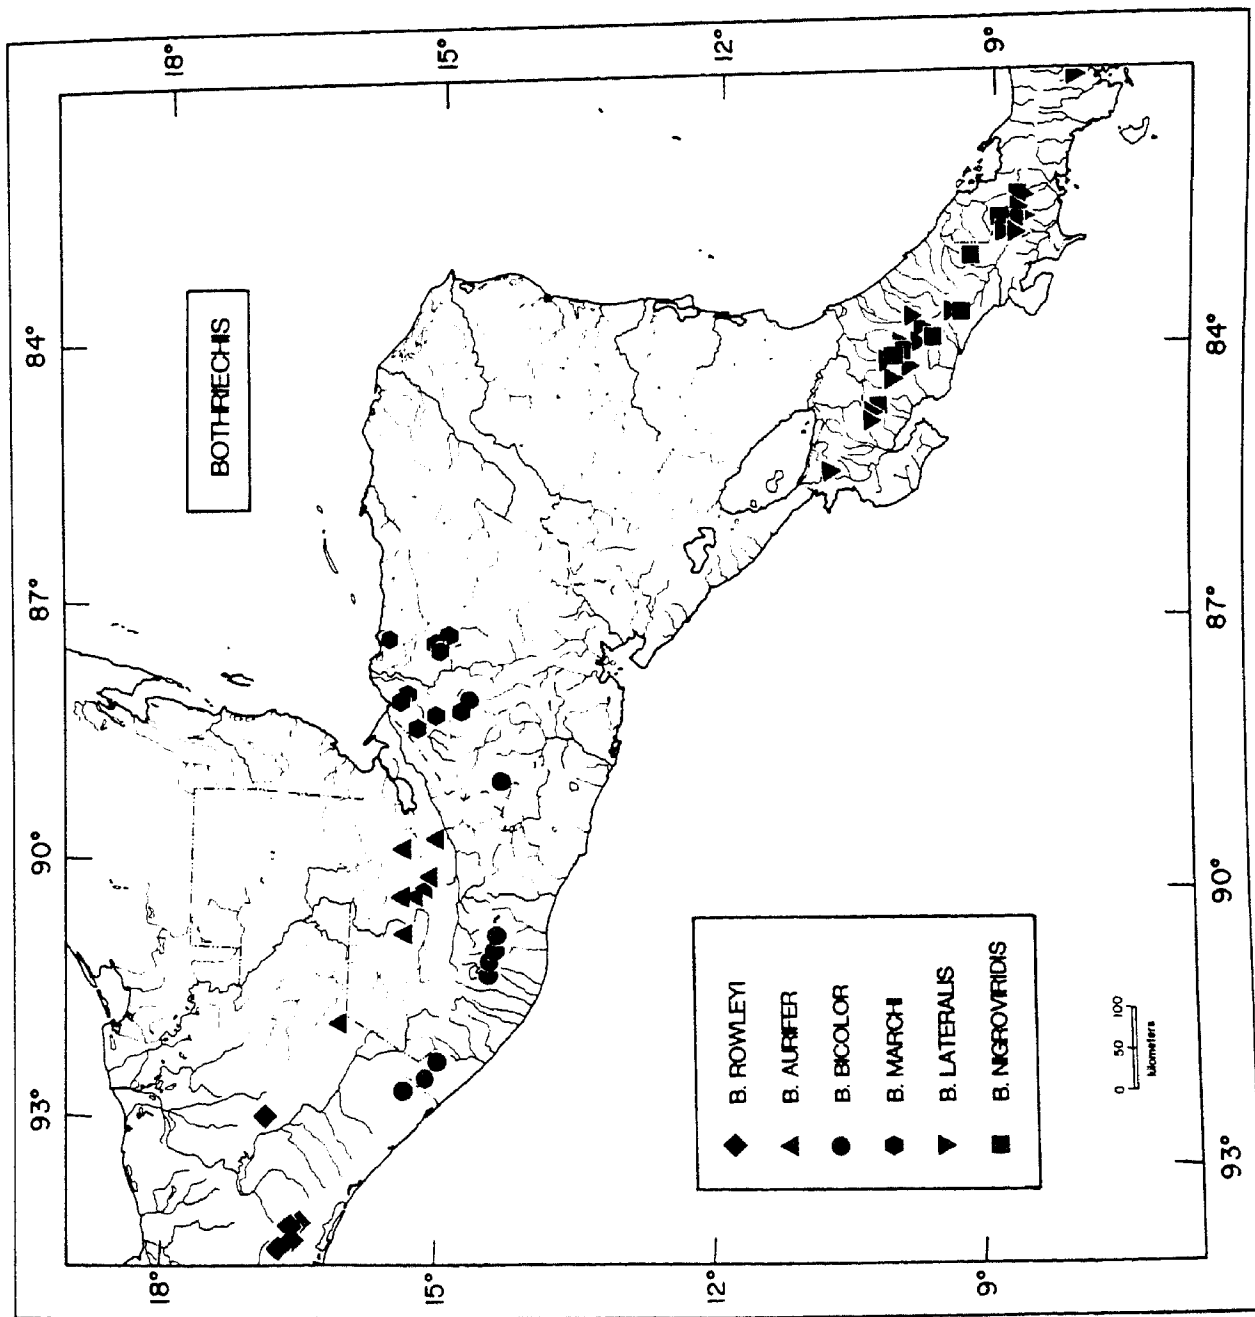 BOTHRIECHIS
93°
90°
87°
84°
18°
15°
12°
9°
18°
15°
12°
9°
93°
90°
87°
84°
B. ROWLEYI
B. AURIFER
B. BICOLOR
B. MARCHI
B. LATERALIS
B. NIGROVIRIDIS
0 50 100
kilometers